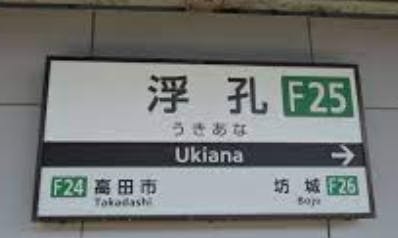 浮孔 F25
うきあな
Ukiana →
F24 高田市 坊城 F26
Takadashi Bojo